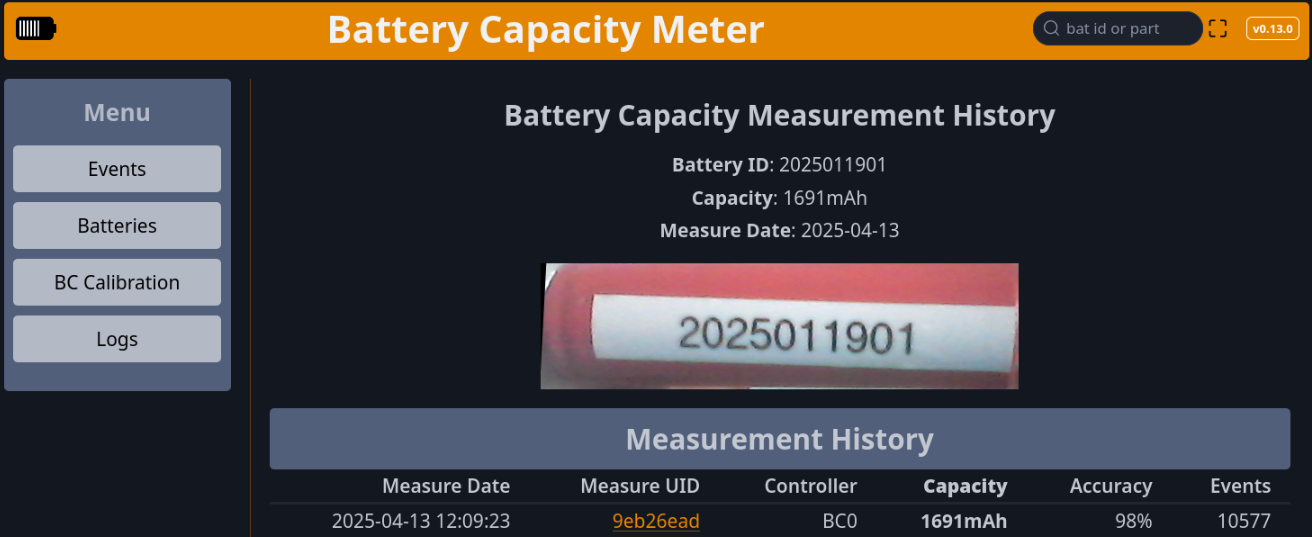 Battery Capacity Meter
bat id or part
v0.13.0
Menu
Events
Batteries
BC Calibration
Logs
Battery Capacity Measurement History
Battery ID: 2025011901
Capacity: 1691mAh
Measure Date: 2025-04-13
2025011901
Measurement History
Measure Date Measure UID Controller Capacity Accuracy Events
2025-04-13 12:09:23 9eb26ead BC0 1691mAh 98% 10577